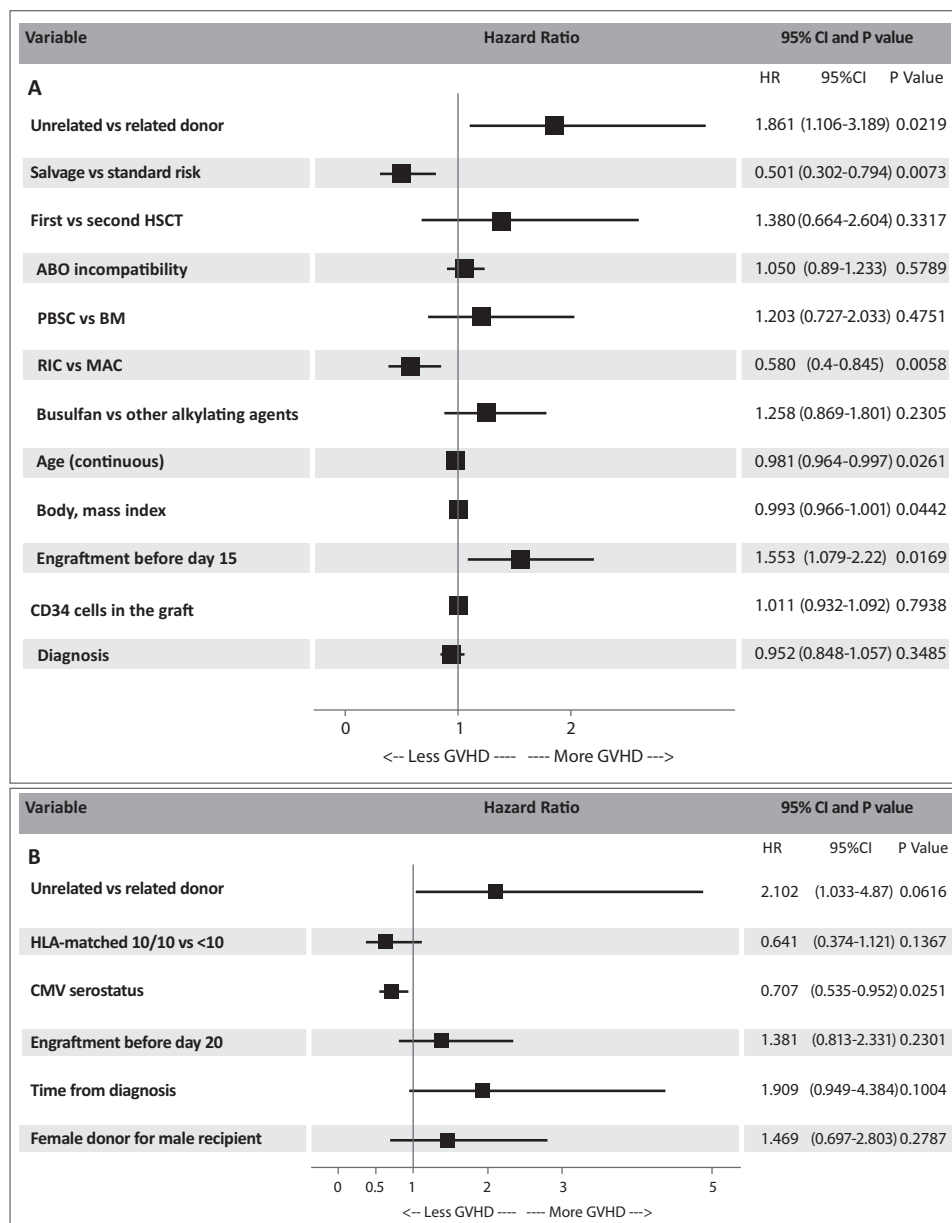 Variable Hazard Ratio 95% CI and P value
HR 95%CI P Value
A
Unrelated vs related donor 1.861 (1.106-3.189) 0.0219
Salvage vs standard risk 0.501 (0.302-0.794) 0.0073
First vs second HSCT 1.380 (0.664-2.604) 0.3317
ABO incompatibility 1.050 (0.89-1.233) 0.5789
PBSC vs BM 1.203 (0.727-2.033) 0.4751
RIC vs MAC 0.580 (0.4-0.845) 0.0058
Busulfan vs other alkylating agents 1.258 (0.869-1.801) 0.2305
Age (continuous) 0.981 (0.964-0.997) 0.0261
Body, mass index 0.993 (0.966-1.001) 0.0442
Engraftment before day 15 1.553 (1.079-2.22) 0.0169
CD34 cells in the graft 1.011 (0.932-1.092) 0.7938
Diagnosis 0.952 (0.848-1.057) 0.3485
0 1 2
<-- Less GVHD ---- ---- More GVHD --->
Variable Hazard Ratio 95% CI and P value
HR 95%CI P Value
B
Unrelated vs related donor 2.102 (1.033-4.87) 0.0616
HLA-matched 10/10 vs <10 0.641 (0.374-1.121) 0.1367
CMV serostatus 0.707 (0.535-0.952) 0.0251
Engraftment before day 20 1.381 (0.813-2.331) 0.2301
Time from diagnosis 1.909 (0.949-4.384) 0.1004
Female donor for male recipient 1.469 (0.697-2.803) 0.2787
0 0.5 1 2 3 5
<-- Less GVHD ---- ---- More GVHD --->